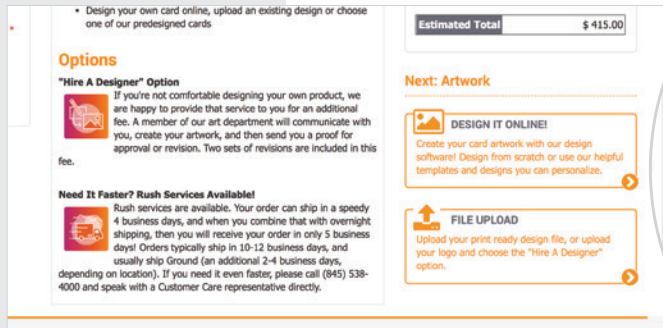 • Design your own card online, upload an existing design or choose
one of our predesigned cards
Options
"Hire A Designer" Option
If you're not comfortable designing your own product, we
are happy to provide that service to you for an additional
fee. A member of our art department will communicate with
you, create your artwork, and then send you a proof for
approval or revision. Two sets of revisions are included in this
fee.
Need It Faster? Rush Services Available!
Rush services are available. Your order can ship in a speedy
4 business days, and when you combine that with overnight
shipping, then you will receive your order in only 5 business
days! Orders typically ship in 10-12 business days, and
usually ship Ground (an additional 2-4 business days,
depending on location). If you need it even faster, please call (845) 538-
4000 and speak with a Customer Care representative directly.
Estimated Total $ 415.00
Next: Artwork
DESIGN IT ONLINE!
Create your card artwork with our design
software! Design from scratch or use our helpful
templates and designs you can personalize.
FILE UPLOAD
Upload your print ready design file, or upload
your logo and choose the "Hire A Designer"
option.